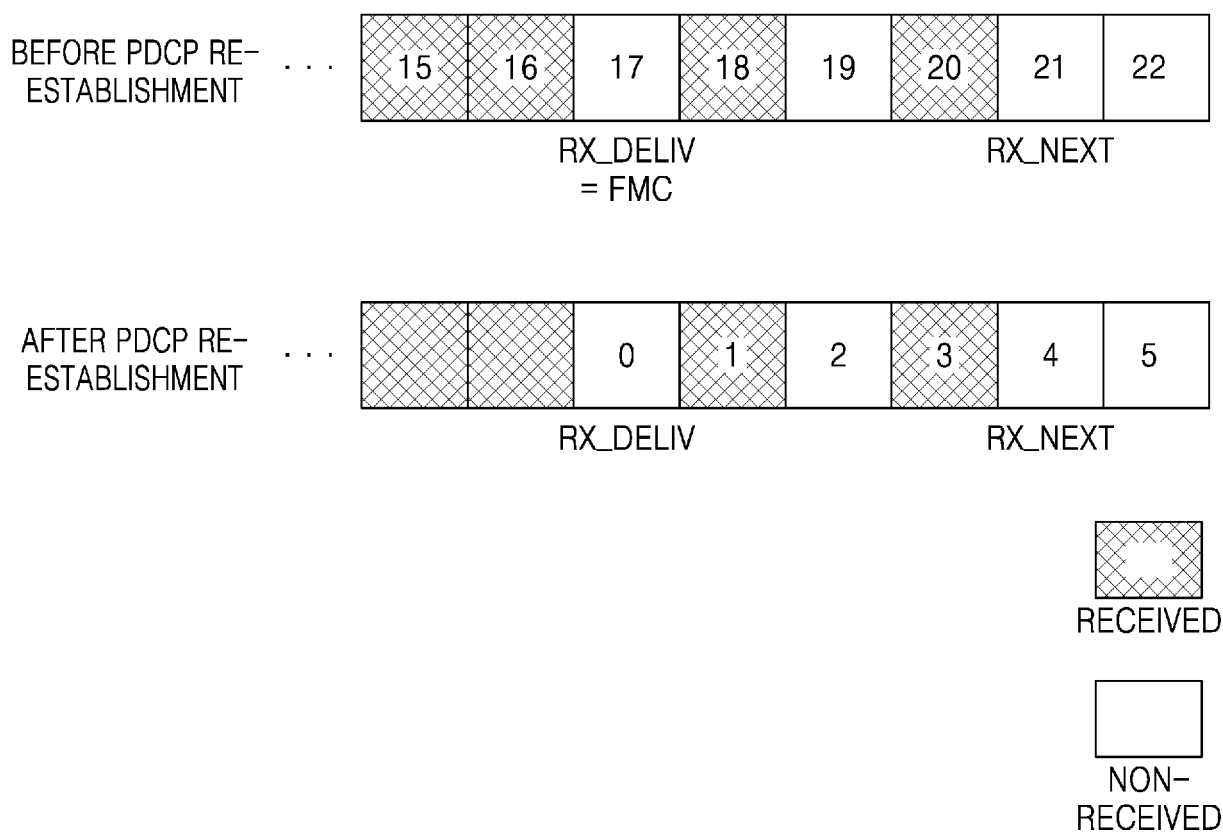 BEFORE PDCP RE-
ESTABLISHMENT
. . .
15 16 17 18 19 20 21 22
RX_DELIV
= FMC
RX_NEXT
AFTER PDCP RE-
ESTABLISHMENT
. . .
0 1 2 3 4 5
RX_DELIV
RX_NEXT
RECEIVED
NON-
RECEIVED